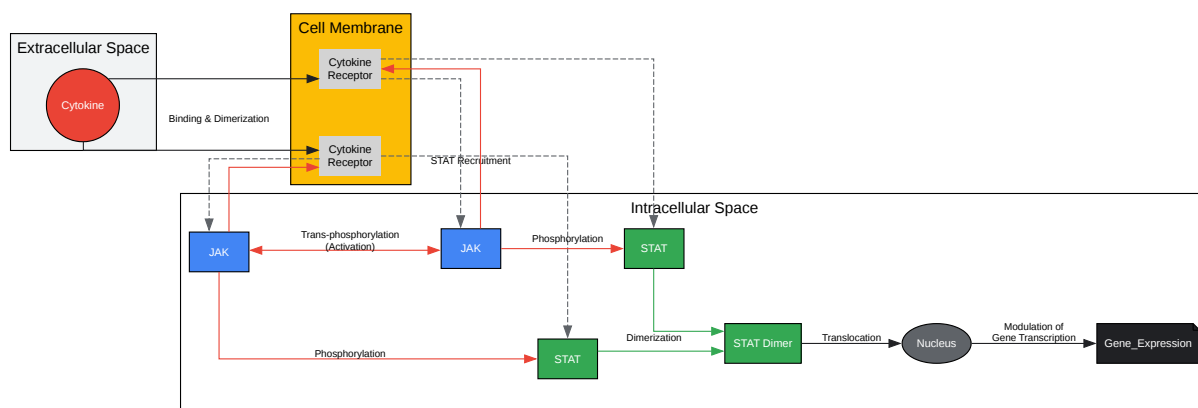 Cell Membrane
Extracellular Space
Cytokine
Receptor
Cytokine
Binding & Dimerization
Cytokine
Receptor
STAT Recruitment
Intracellular Space
JAK
Trans-phosphorylation
(Activation)
JAK
Phosphorylation
STAT
Phosphorylation
STAT
Dimerization
STAT Dimer
Translocation
Nucleus
Modulation of
Gene Transcription
Gene_Expression